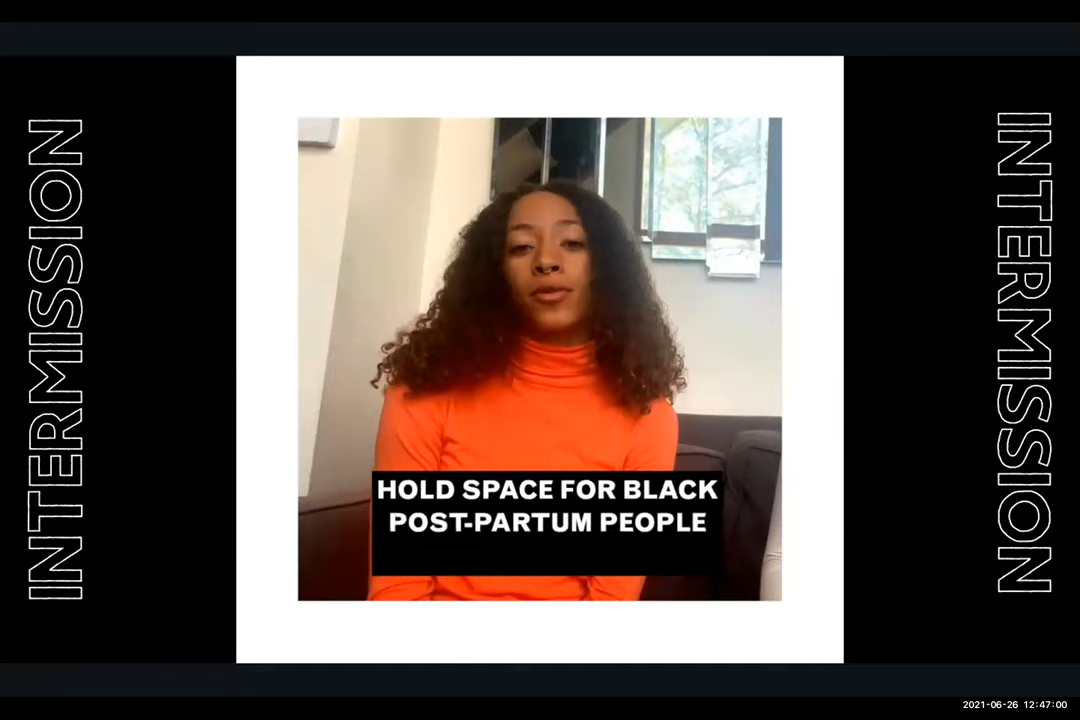 INTERMISSION
HOLD SPACE FOR BLACK
POST-PARTUM PEOPLE
INTERMISSION
2021-06-26 12:47:00